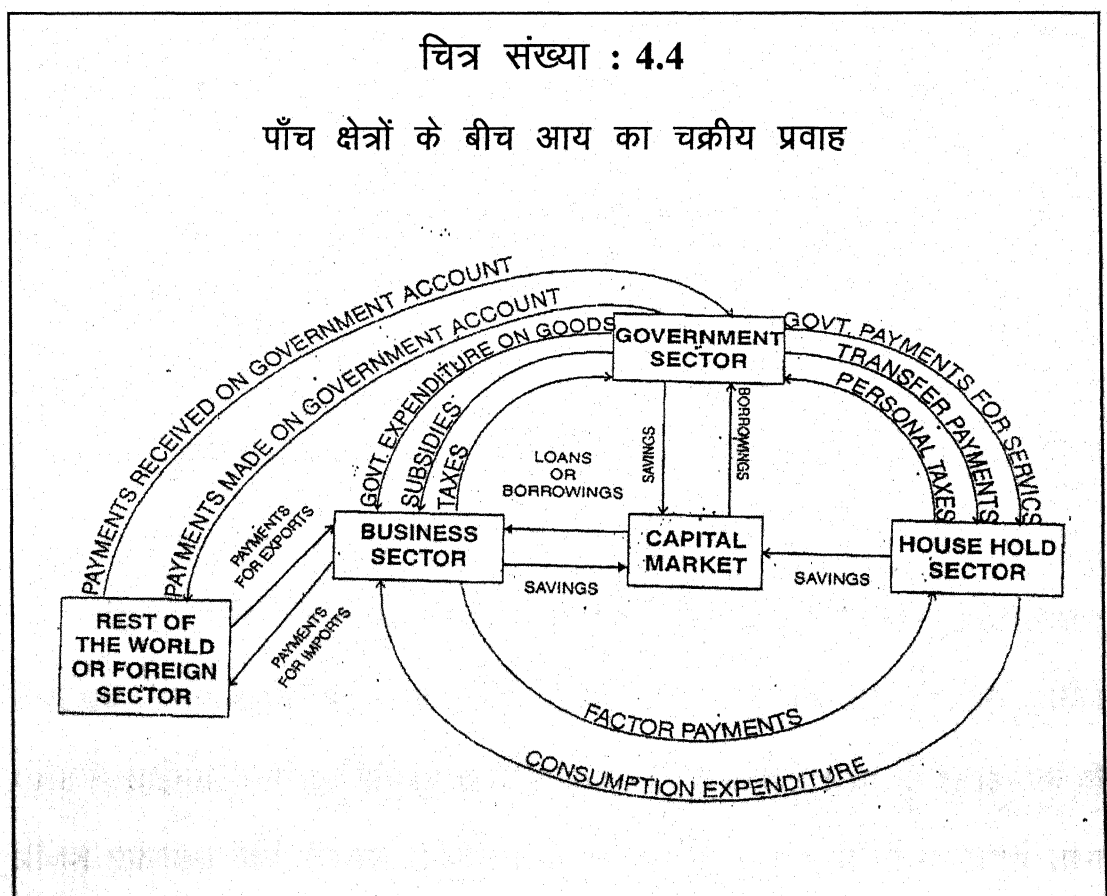 चित्र संख्या : 4.4
पाँच क्षेत्रों के बीच आय का चक्रीय प्रवाह
PAYMENTS RECEIVED ON GOVERNMENT ACCOUNT
PAYMENTS MADE ON GOVERNMENT ACCOUNT
GOVT. EXPENDITURE ON GOODS
SUBSIDIES
TAXES
GOVERNMENT
SECTOR
GOVT. PAYMENTS FOR SERVICS
TRANSFER PAYMENTS
PERSONAL TAXES
LOANS
OR
BORROWINGS
SAVINGS
BORROWINGS
PAYMENTS
FOR EXPORTS
BUSINESS
SECTOR
CAPITAL
MARKET
HOUSE HOLD
SECTOR
SAVINGS
SAVINGS
REST OF
THE WORLD
OR FOREIGN
SECTOR
PAYMENTS
FOR IMPORTS
FACTOR PAYMENTS
CONSUMPTION EXPENDITURE